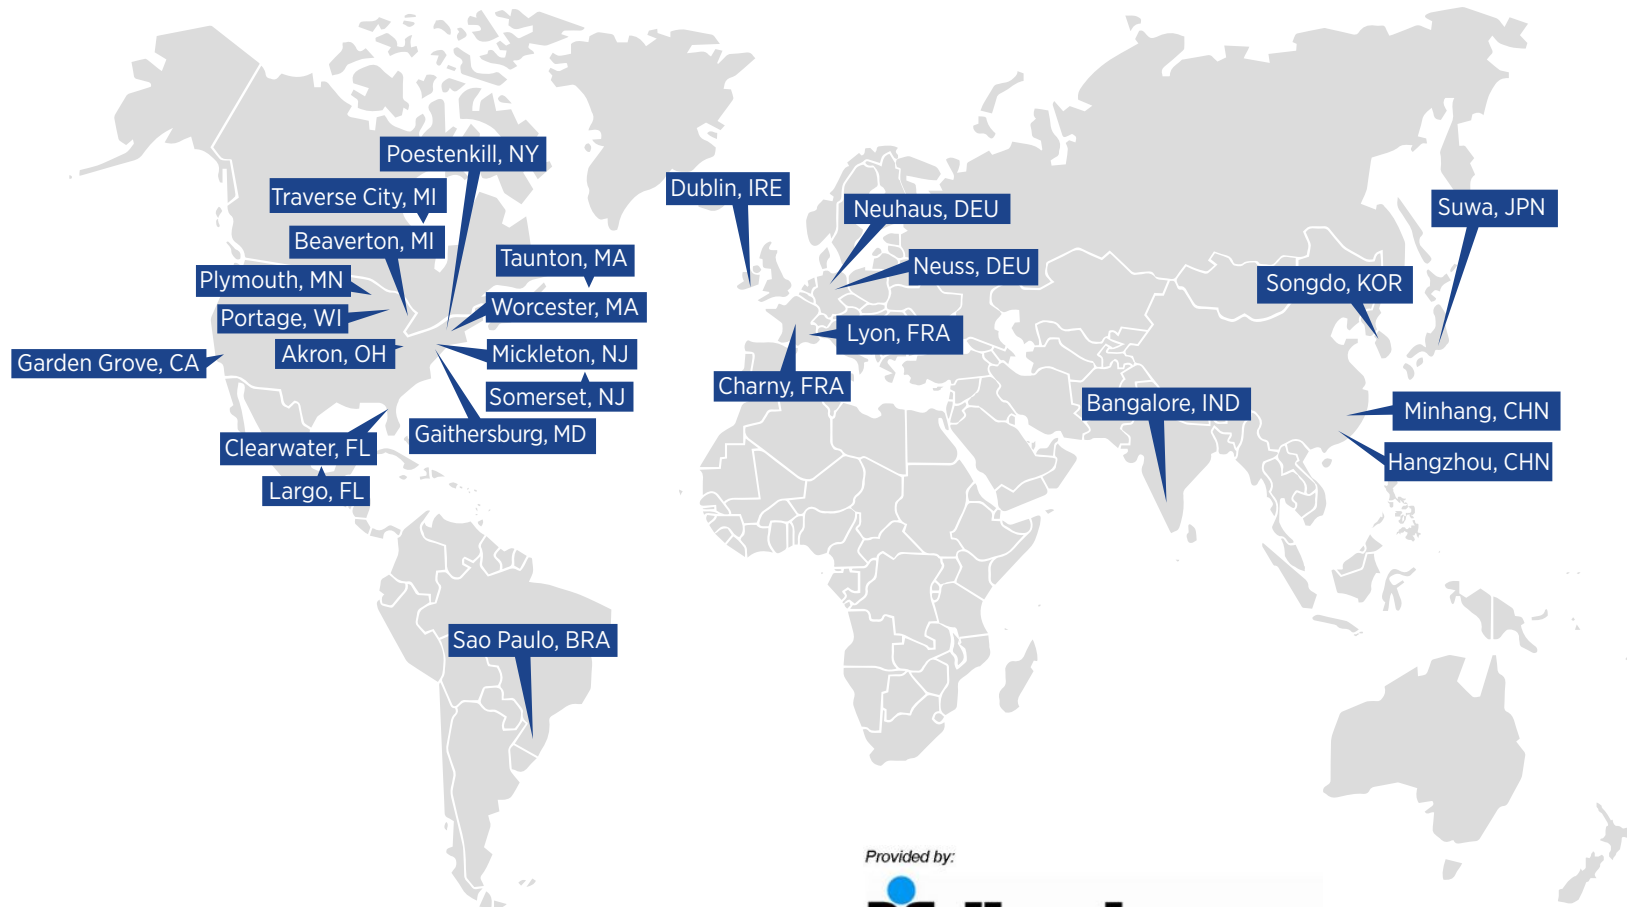 Poestenkill, NY
Traverse City, MI
Beaverton, MI
Plymouth, MN
Portage, WI
Akron, OH
Garden Grove, CA
Taunton, MA
Worcester, MA
Mickleton, NJ
Somerset, NJ
Gaithersburg, MD
Clearwater, FL
Largo, FL
Sao Paulo, BRA
Dublin, IRE
Neuhaus, DEU
Neuss, DEU
Lyon, FRA
Charny, FRA
Bangalore, IND
Suwa, JPN
Songdo, KOR
Minhang, CHN
Hangzhou, CHN
Provided by: